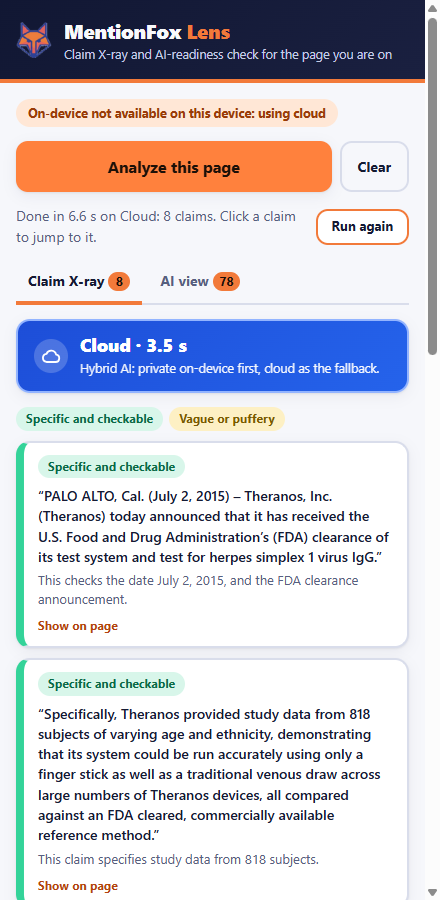 MentionFox Lens
Claim X-ray and AI-readiness check for the page you are on
On-device not available on this device: using cloud
Analyze this page
Clear
Done in 6.6 s on Cloud: 8 claims. Click a claim
to jump to it.
Run again
Claim X-ray 8
AI view 78
Cloud · 3.5 s
Hybrid AI: private on-device first, cloud as the fallback.
Specific and checkable
Vague or puffery
Specific and checkable
“PALO ALTO, Cal. (July 2, 2015) – Theranos, Inc.
(Theranos) today announced that it has received the
U.S. Food and Drug Administration’s (FDA) clearance of
its test system and test for herpes simplex 1 virus IgG.”
This checks the date July 2, 2015, and the FDA clearance
announcement.
Show on page
Specific and checkable
“Specifically, Theranos provided study data from 818
subjects of varying age and ethnicity, demonstrating
that its system could be run accurately using only a
finger stick as well as a traditional venous draw across
large numbers of Theranos devices, all compared
against an FDA cleared, commercially available
reference method.”
This claim specifies study data from 818 subjects.
Show on page